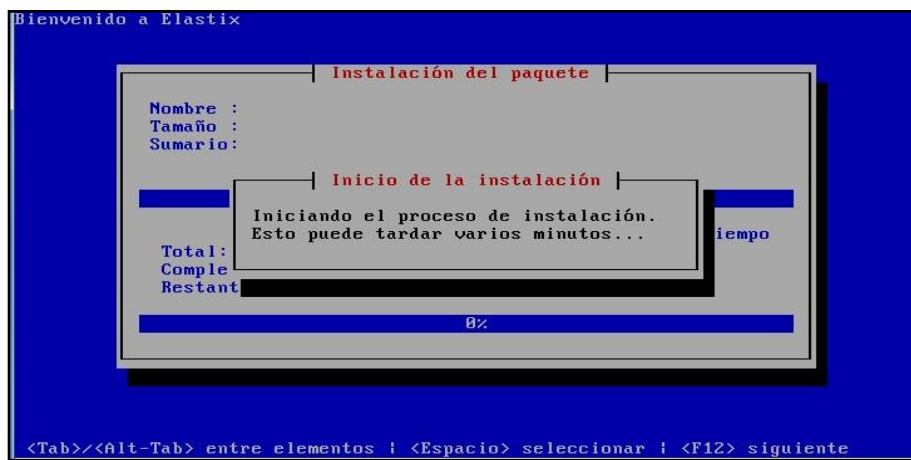 Bienvenido a Elastix
Instalación del paquete
Nombre :
Tamaño :
Sumario:
Inicio de la instalación
Iniciando el proceso de instalación.
Esto puede tardar varios minutos...
iempo
Total:
Comple
Restant
0%
<Tab>/<Alt-Tab> entre elementos | <Espacio> seleccionar | <F12> siguiente